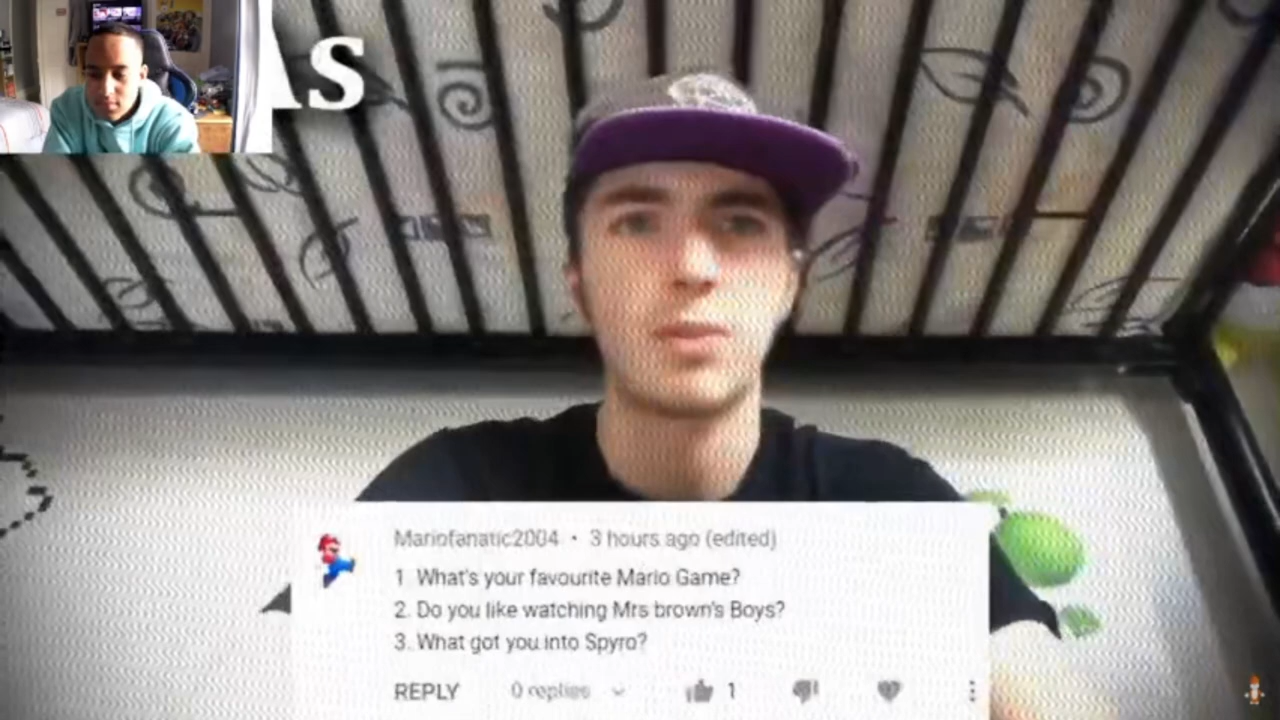 As
Mariofanatic2004 • 3 hours ago (edited)
1. What's your favourite Mario Game?
2. Do you like watching Mrs brown's Boys?
3. What got you into Spyro?
REPLY 0 replies 1